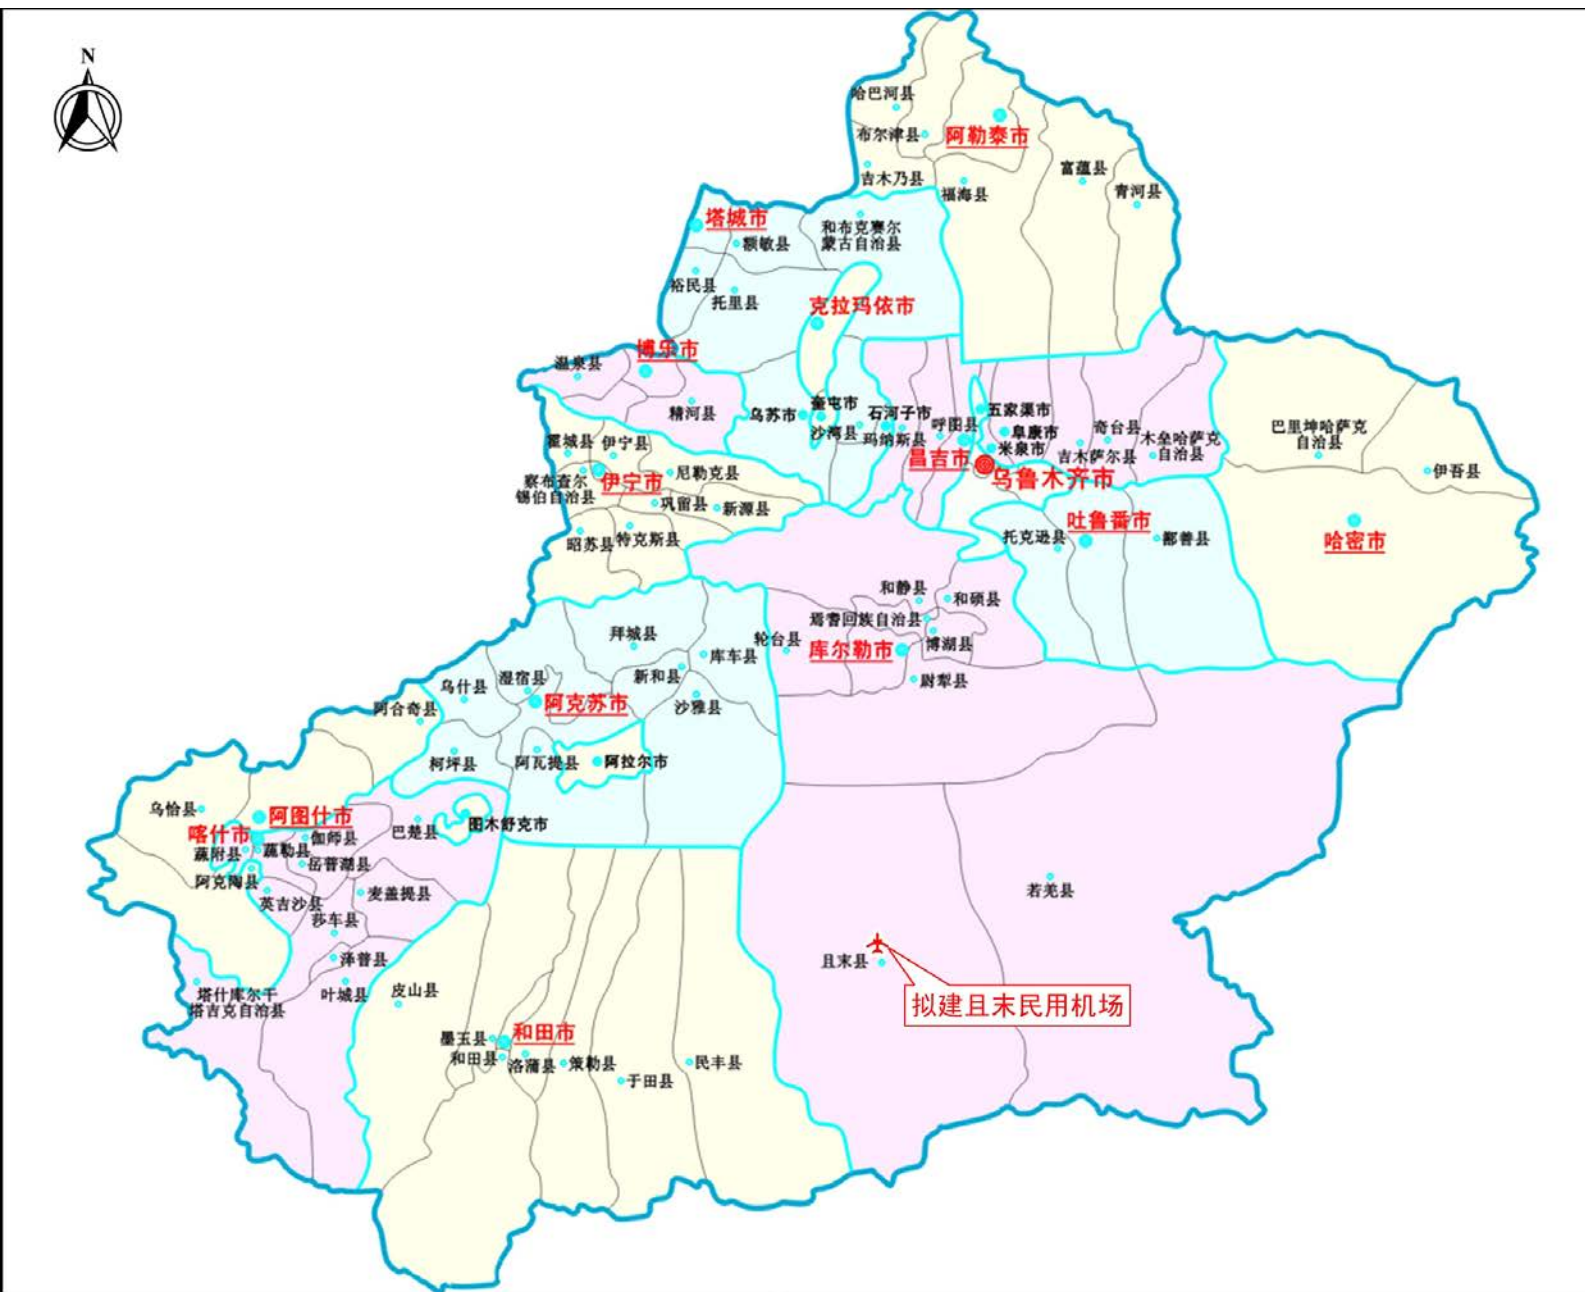 N
哈巴河县
布尔津县
阿勒泰市
吉木乃县
福海县
富蕴县
青河县
塔城市
额敏县
和布克赛尔
蒙古自治县
裕民县
托里县
克拉玛依市
博乐市
温泉县
精河县
乌苏市
奎屯市
沙湾县
石河子市
玛纳斯县
呼图县
昌吉市
五家渠市
阜康市
米泉市
乌鲁木齐市
奇台县
吉木萨尔县
木垒哈萨克
自治县
巴里坤哈萨克
自治县
伊吾县
哈密市
霍城县
伊宁县
察布查尔
锡伯自治县
伊宁市
尼勒克县
巩留县
新源县
昭苏县
特克斯县
托克逊县
吐鲁番市
鄯善县
和静县
和硕县
焉耆回族自治县
博湖县
轮台县
库尔勒市
尉犁县
拜城县
库车县
新和县
沙雅县
乌什县
湿宿县
阿克苏市
阿合奇县
柯坪县
阿瓦提县
阿拉尔市
乌恰县
阿图什市
喀什市
伽师县
疏附县
疏勒县
岳普湖县
巴楚县
图木舒克市
阿克陶县
英吉沙县
麦盖提县
莎车县
泽普县
叶城县
塔什库尔干
塔吉克自治县
皮山县
墨玉县
和田市
和田县
洛蒲县
策勒县
于田县
民丰县
若羌县
且末县
拟建且末民用机场